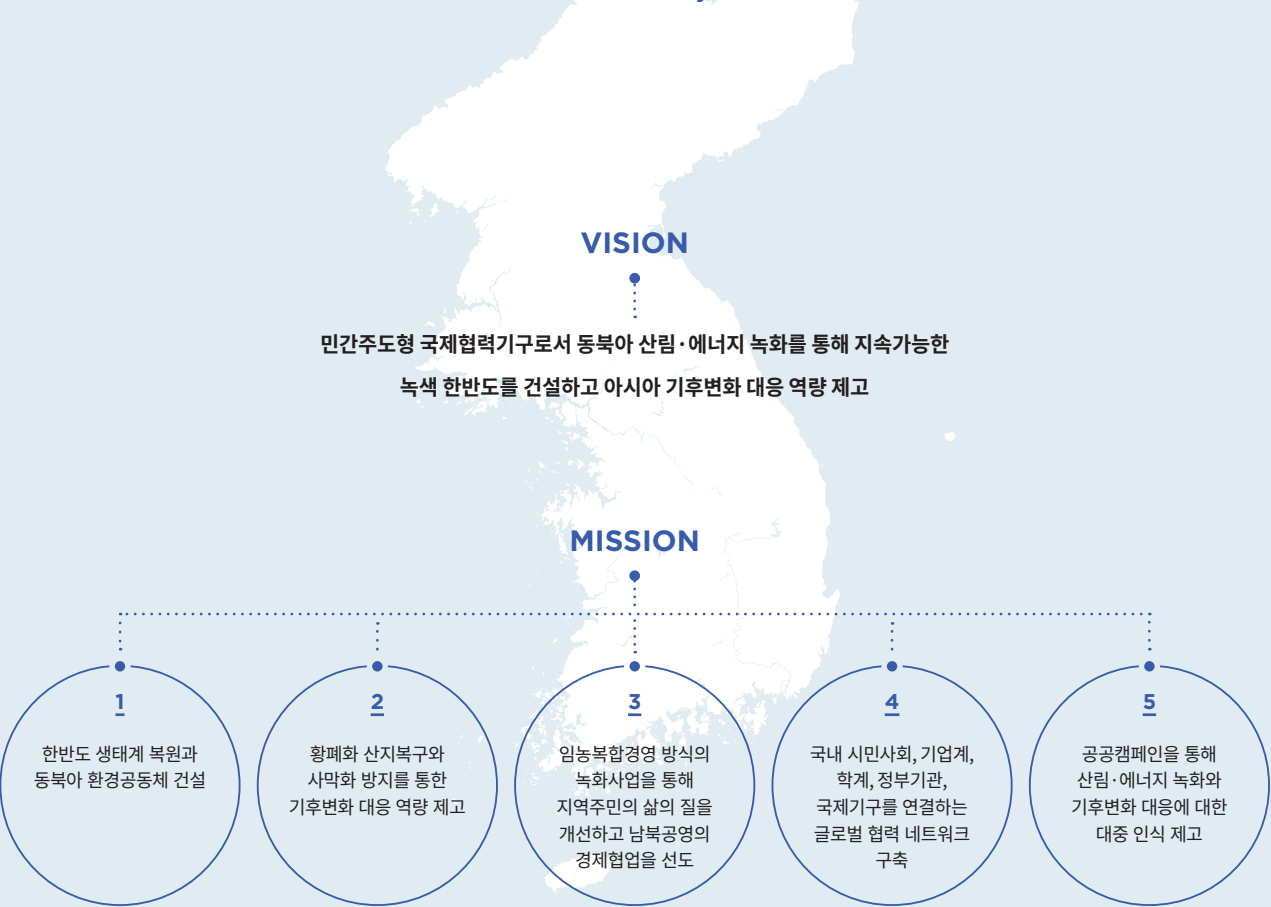 VISION
민간주도형 국제협력기구로서 동북아 산림·에너지 녹화를 통해 지속가능한
녹색 한반도를 건설하고 아시아 기후변화 대응 역량 제고
MISSION
1
한반도 생태계 복원과
동북아 환경공동체 건설
2
황폐화 산지복구와
사막화 방지를 통한
기후변화 대응 역량 제고
3
임농복합경영 방식의
녹화사업을 통해
지역주민의 삶의 질을
개선하고 남북공영의
경제협업을 선도
4
국내 시민사회, 기업계,
학계, 정부기관,
국제기구를 연결하는
글로벌 협력 네트워크
구축
5
공공캠페인을 통해
산림·에너지 녹화와
기후변화 대응에 대한
대중 인식 제고